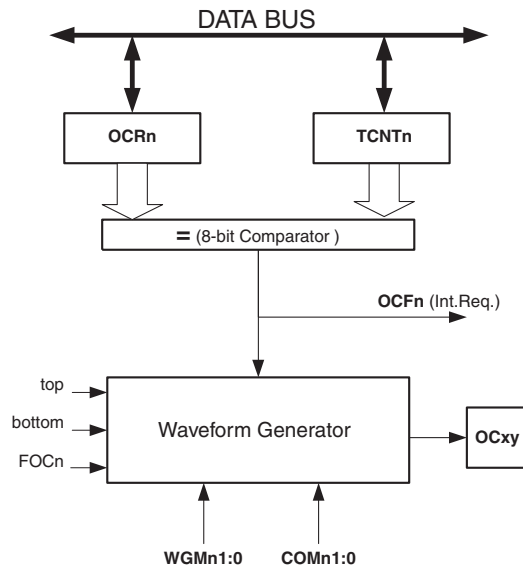 DATA BUS
OCRn
TCNTn
= (8-bit Comparator )
OCFn (Int.Req.)
top
bottom
FOCn
Waveform Generator
OCxy
WGMn1:0
COMn1:0